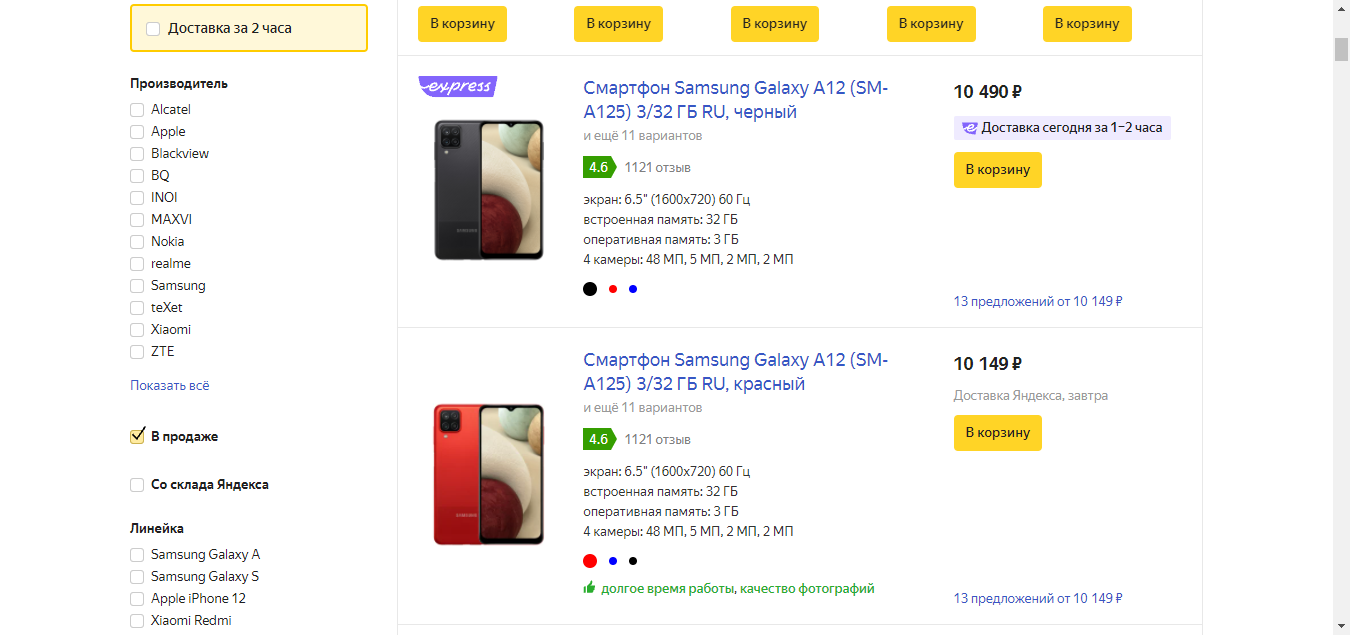 Доставка за 2 часа
Производитель
Alcatel
Apple
Blackview
BQ
INOI
MAXVI
Nokia
realme
Samsung
teXet
Xiaomi
ZTE
Показать всё
В продаже
Со склада Яндекса
Линейка
Samsung Galaxy A
Samsung Galaxy S
Apple iPhone 12
Xiaomi Redmi
В корзину В корзину В корзину В корзину В корзину
express
Смартфон Samsung Galaxy A12 (SM-
A125) 3/32 ГБ RU, черный
и ещё 11 вариантов
4.6 1121 отзыв
экран: 6.5" (1600x720) 60 Гц
встроенная память: 32 ГБ
оперативная память: 3 ГБ
4 камеры: 48 МП, 5 МП, 2 МП, 2 МП
10 490 ₽
Доставка сегодня за 1–2 часа
В корзину
13 предложений от 10 149 ₽
Смартфон Samsung Galaxy A12 (SM-
A125) 3/32 ГБ RU, красный
и ещё 11 вариантов
4.6 1121 отзыв
экран: 6.5" (1600x720) 60 Гц
встроенная память: 32 ГБ
оперативная память: 3 ГБ
4 камеры: 48 МП, 5 МП, 2 МП, 2 МП
долгое время работы, качество фотографий
10 149 ₽
Доставка Яндекса, завтра
В корзину
13 предложений от 10 149 ₽
SAMSUNG
SAMSUNG